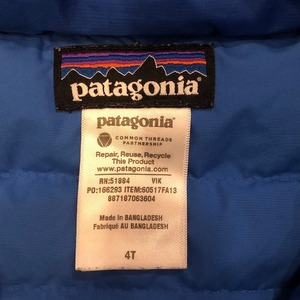 patagonia
patagonia
COMMON THREADS
PARTNERSHIP
Repair, Reuse, Recycle
This Product
www.patagonia.com
RN:51884 VIK
PO:166293 ITEM:60517FA13
887187063604
Made in BANGLADESH
Fabriqué AU BANGLADESH
4T